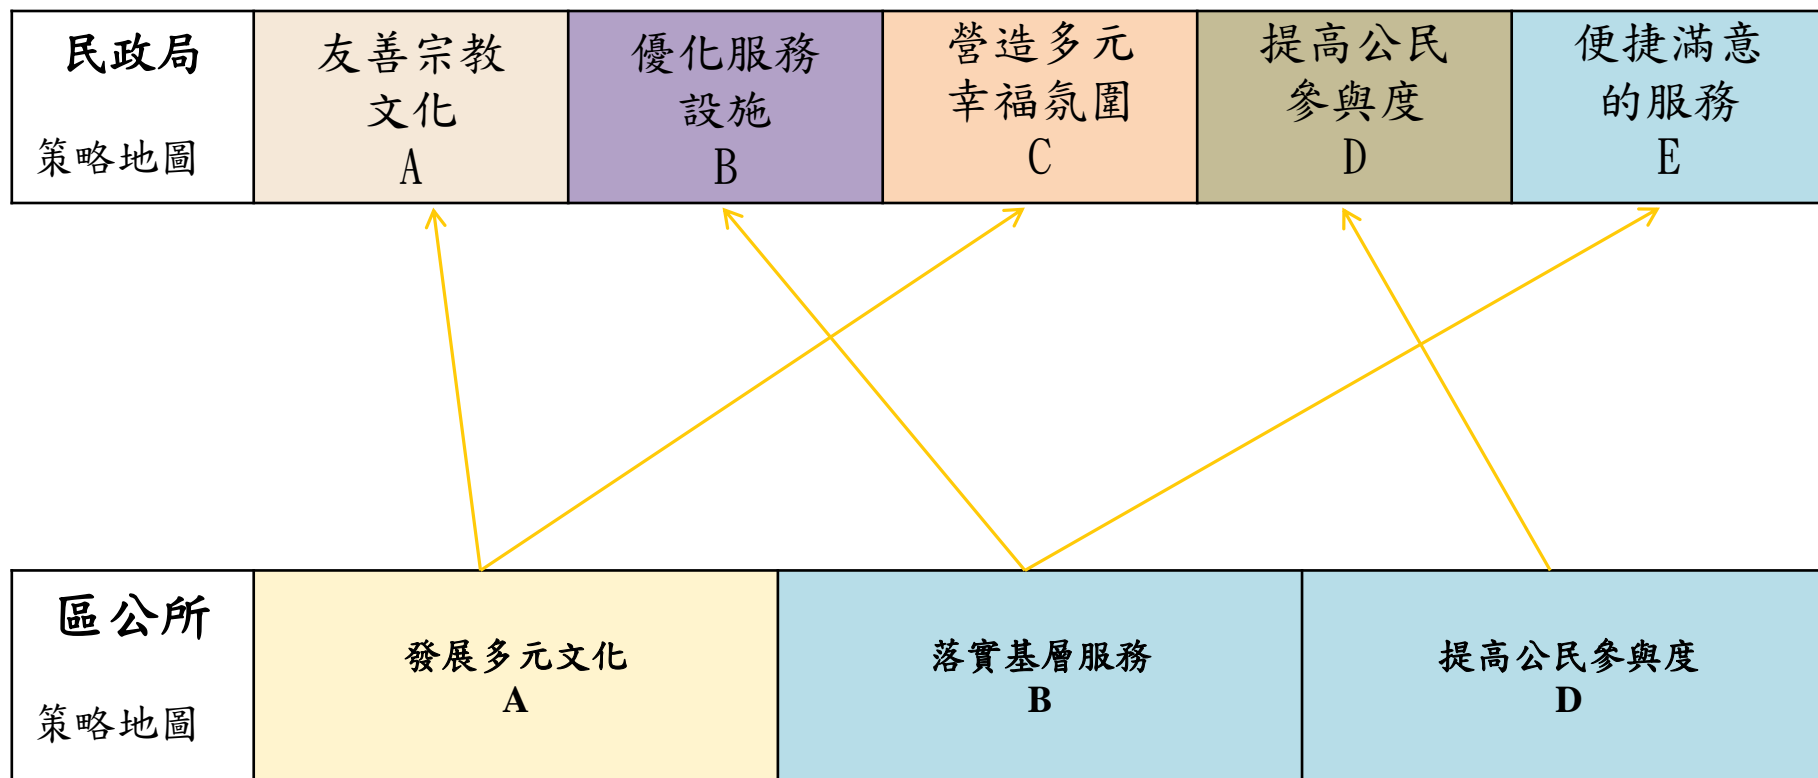 民政局
策略地圖
友善宗教
文化
A
優化服務
設施
B
營造多元
幸福氛圍
C
提高公民
參與度
D
便捷滿意
的服務
E
區公所
策略地圖
發展多元文化
A
落實基層服務
B
提高公民參與度
D